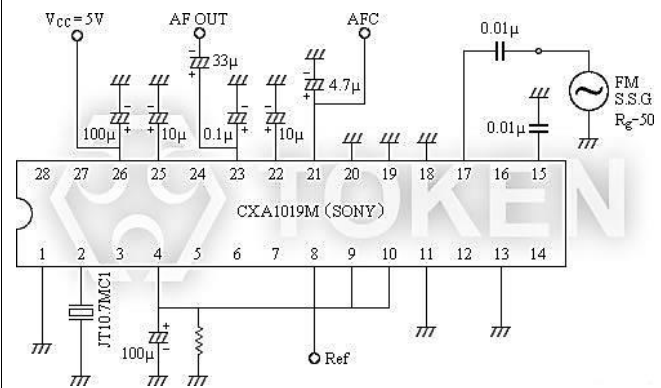 Vcc=5V AF OUT AFC
0.01µ
33µ
4.7µ
FM
S.S.G
Rg-50
100µ 10µ 0.1µ 10µ 0.01µ
28 27 26 25 24 23 22 21 20 19 18 17 16 15
TOKEN
CXA1019M (SONY)
1 2 3 4 5 6 7 8 9 10 11 12 13 14
JT10.7MC1
100µ
Ref